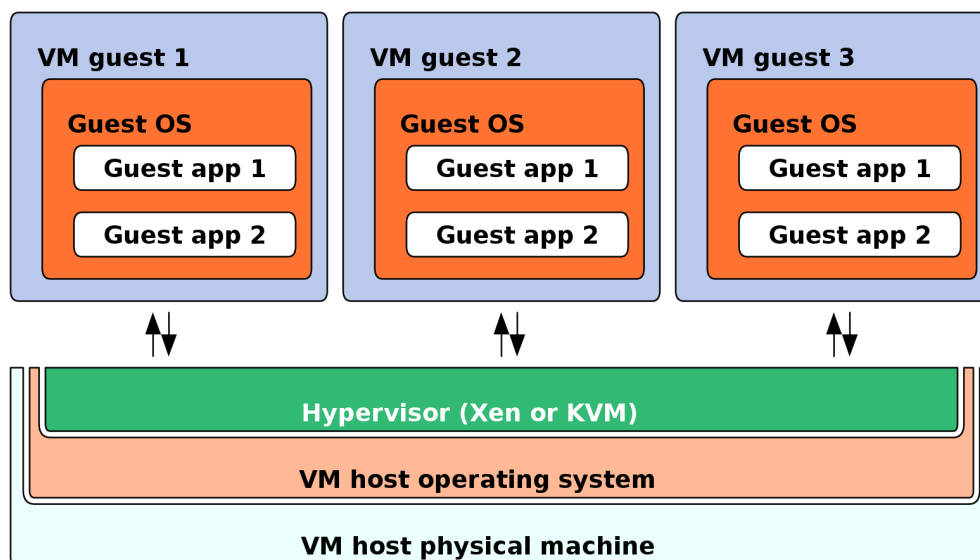 VM guest 1
Guest OS
Guest app 1
Guest app 2
VM guest 2
Guest OS
Guest app 1
Guest app 2
VM guest 3
Guest OS
Guest app 1
Guest app 2
Hypervisor (Xen or KVM)
VM host operating system
VM host physical machine